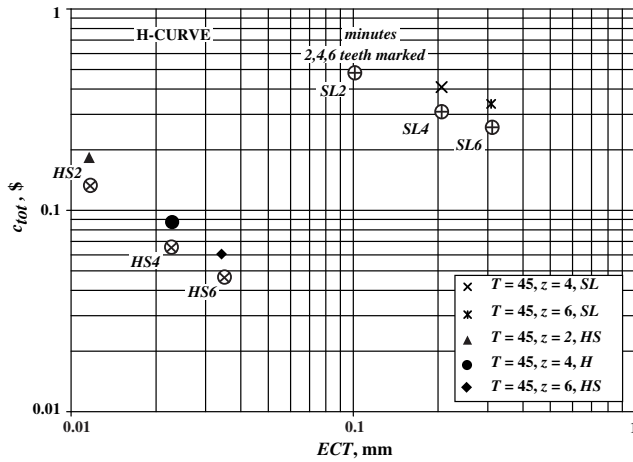 1
H-CURVE
minutes
2,4,6 teeth marked
SL2
SL4
SL6
HS2
0.1
HS4
HS6
c_tot, $
T = 45, z = 4, SL
T = 45, z = 6, SL
T = 45, z = 2, HS
T = 45, z = 4, H
T = 45, z = 6, HS
0.01
0.01
0.1
1
ECT, mm